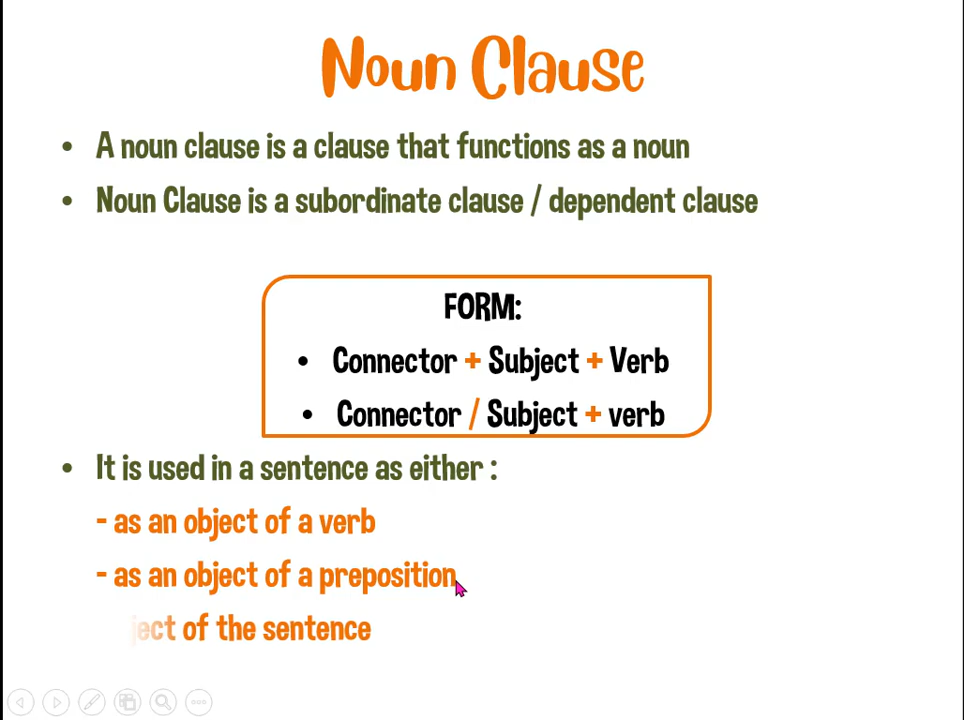 Noun Clause
• A noun clause is a clause that functions as a noun
• Noun Clause is a subordinate clause / dependent clause
FORM:
• Connector + Subject + Verb
• Connector / Subject + verb
• It is used in a sentence as either :
- as an object of a verb
- as an object of a preposition
of the sentence